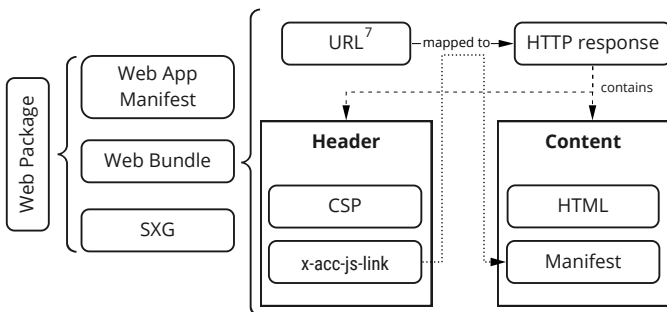 Web Package
Web App
Manifest
Web Bundle
SXG
URL7
mapped to
HTTP response
contains
Header
CSP
x-acc-js-link
Content
HTML
Manifest